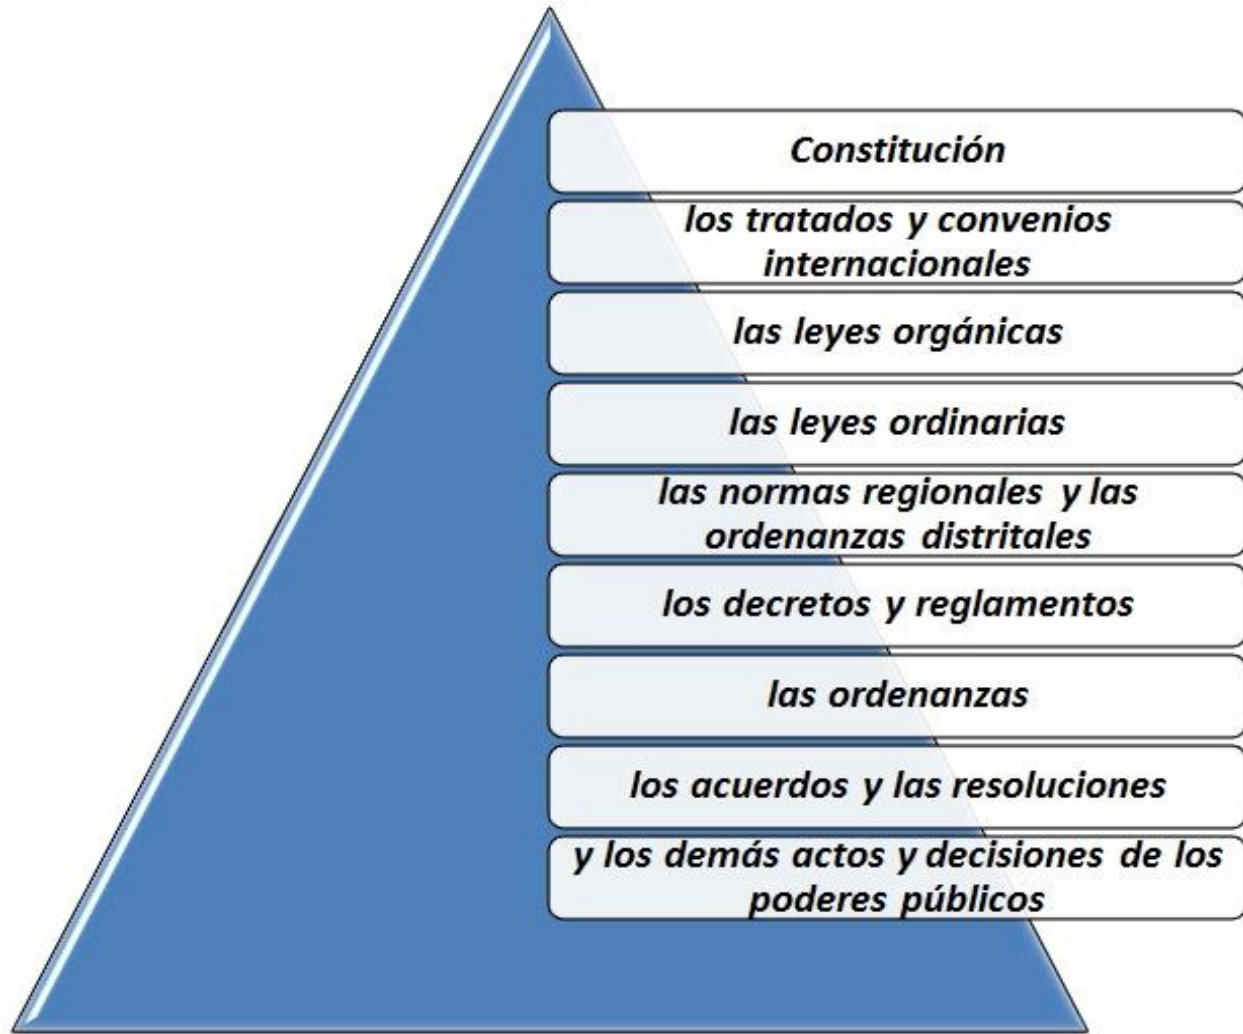 Constitución
los tratados y convenios
internacionales
las leyes orgánicas
las leyes ordinarias
las normas regionales y las
ordenanzas distritales
los decretos y reglamentos
las ordenanzas
los acuerdos y las resoluciones
y los demás actos y decisiones de los
poderes públicos